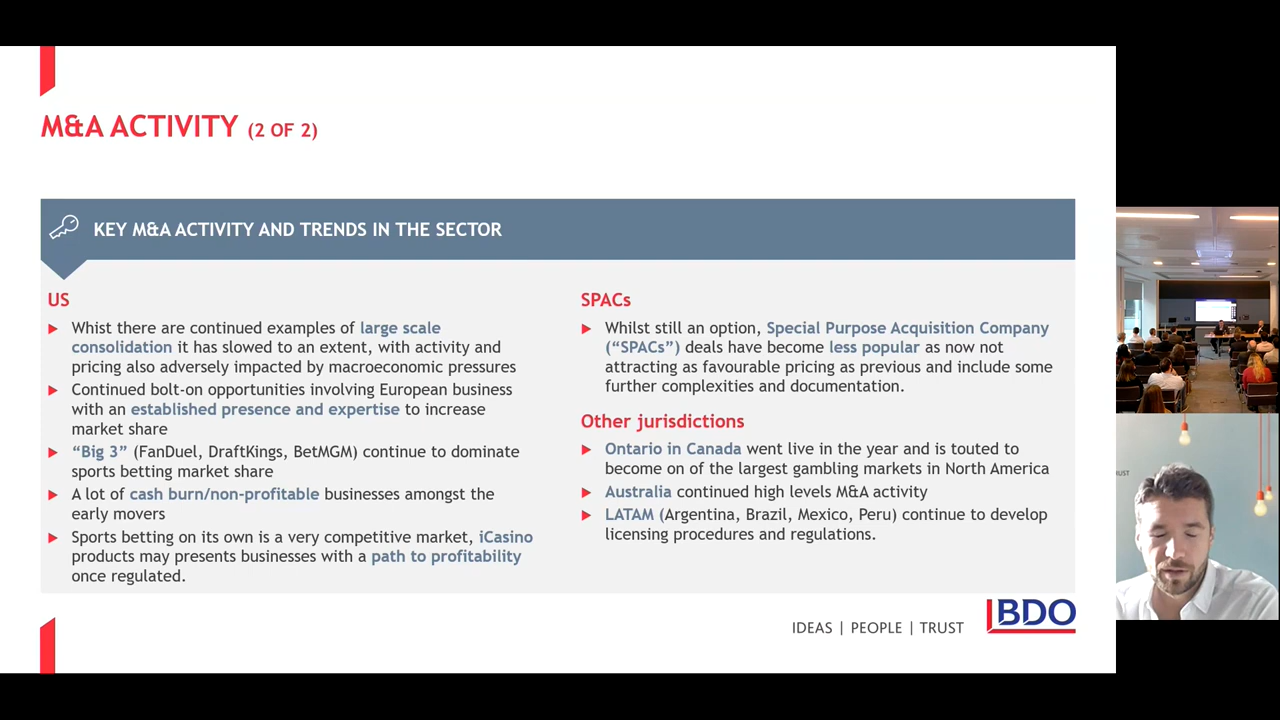 M&A ACTIVITY (2 OF 2)
KEY M&A ACTIVITY AND TRENDS IN THE SECTOR
US
Whist there are continued examples of large scale
consolidation it has slowed to an extent, with activity and
pricing also adversely impacted by macroeconomic pressures
Continued bolt-on opportunities involving European business
with an established presence and expertise to increase
market share
“Big 3” (FanDuel, DraftKings, BetMGM) continue to dominate
sports betting market share
A lot of cash burn/non-profitable businesses amongst the
early movers
Sports betting on its own is a very competitive market, iCasino
products may presents businesses with a path to profitability
once regulated.
SPACs
Whilst still an option, Special Purpose Acquisition Company
(“SPACs”) deals have become less popular as now not
attracting as favourable pricing as previous and include some
further complexities and documentation.
Other jurisdictions
Ontario in Canada went live in the year and is touted to
become on of the largest gambling markets in North America
Australia continued high levels M&A activity
LATAM (Argentina, Brazil, Mexico, Peru) continue to develop
licensing procedures and regulations.
IDEAS | PEOPLE | TRUST
BDO